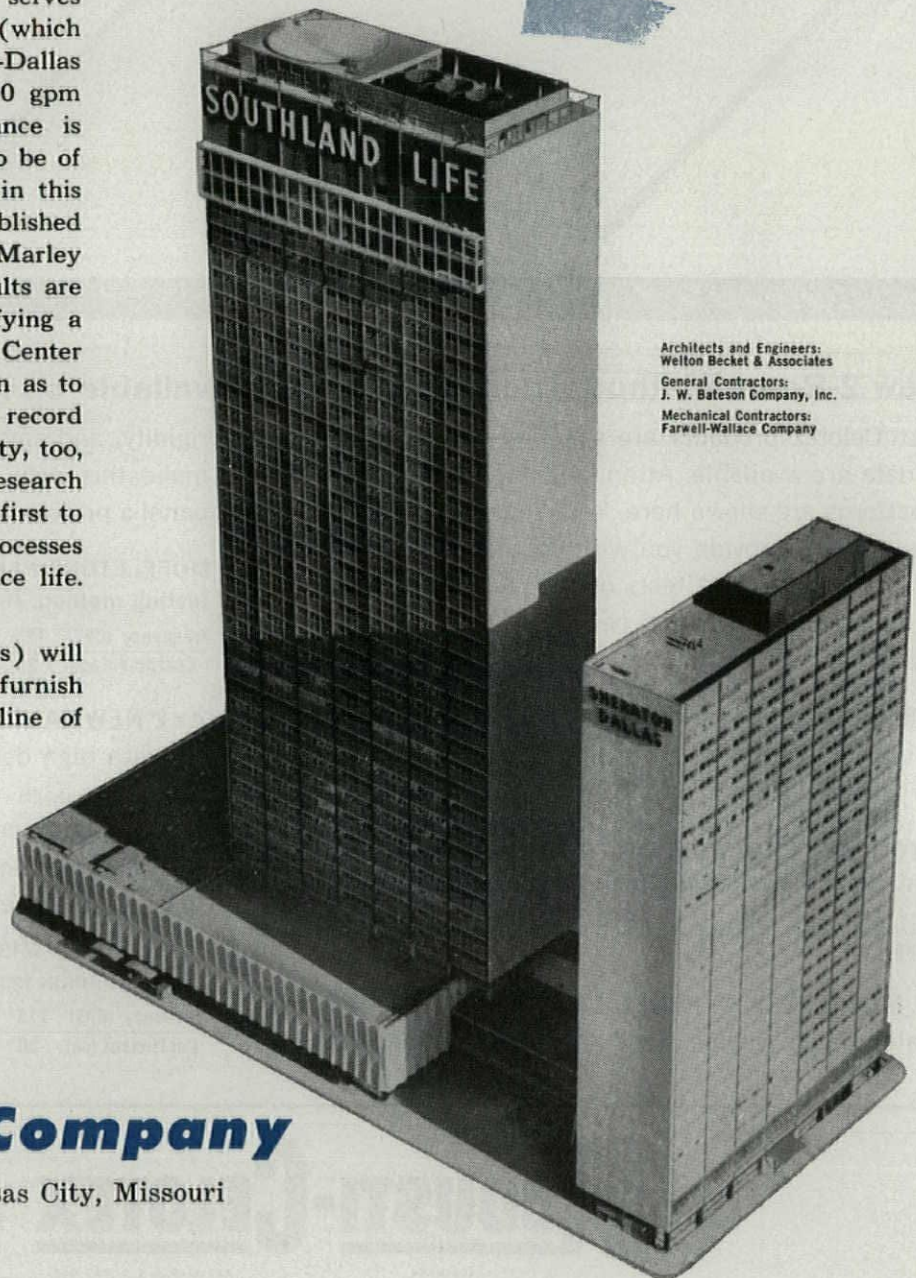 serves
(which
-Dallas
0 gpm
ance is
o be of
in this
blished
Marley
ults are
fying a
Center
n as to
record
ty, too,
esearch
first to
ocesses
ce life.
s) will
furnish
line of
SOUTHLAND LIFE
Architects and Engineers:
Welton Becket & Associates
General Contractors:
J. W. Bateson Company, Inc.
Mechanical Contractors:
Farwell-Wallace Company
SHERATON
DALLAS
Company
as City, Missouri